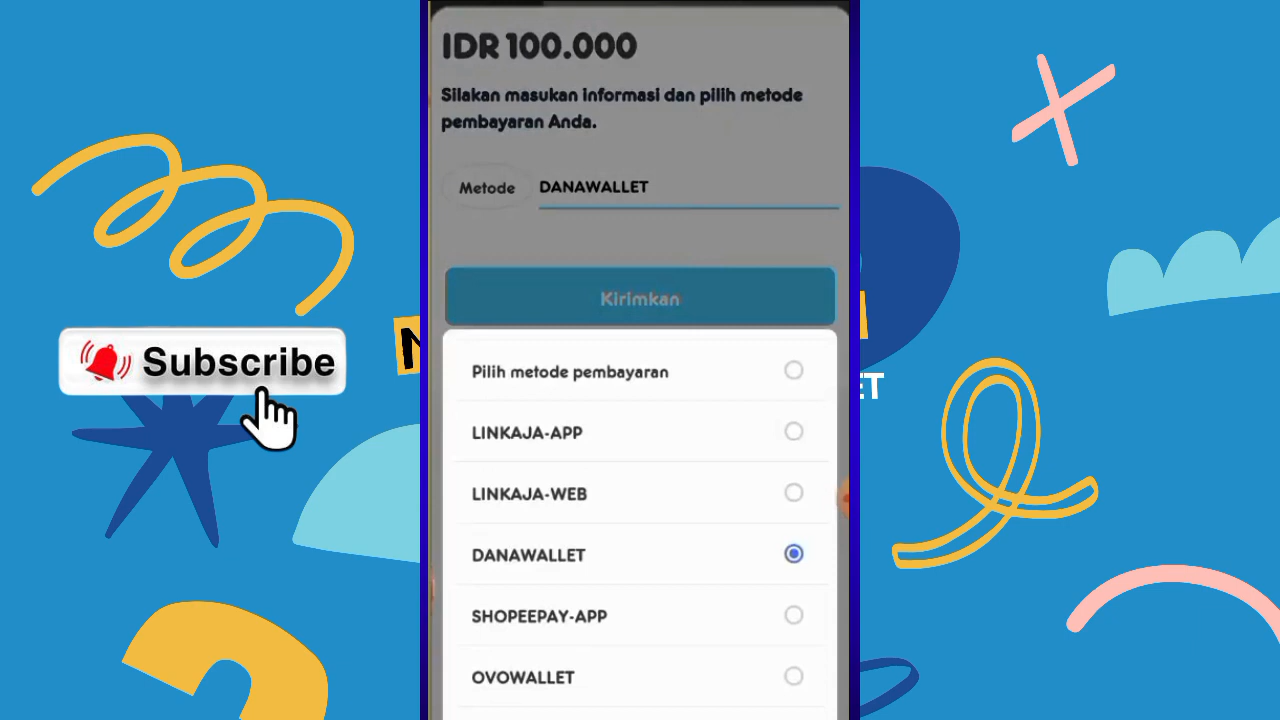 IDR 100.000
Silakan masukan informasi dan pilih metode
pembayaran Anda.
Metode
DANAWALLET
Kirimkan
Pilih metode pembayaran
LINKAJA-APP
LINKAJA-WEB
DANAWALLET
SHOPEEPAY-APP
OVOWALLET
Subscribe